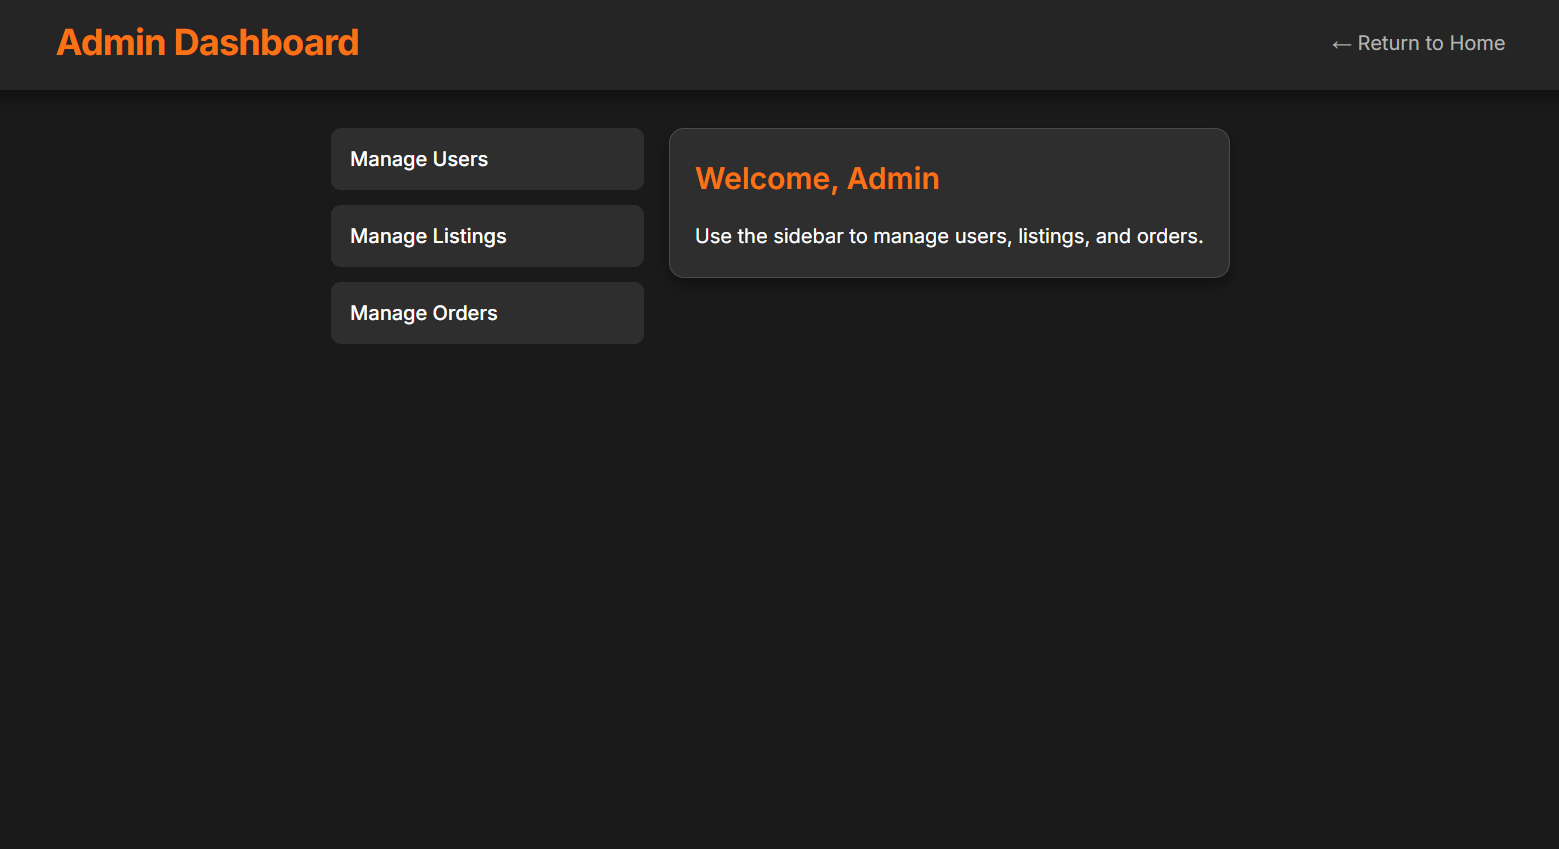 Admin Dashboard
← Return to Home
Manage Users
Manage Listings
Manage Orders
Welcome, Admin
Use the sidebar to manage users, listings, and orders.